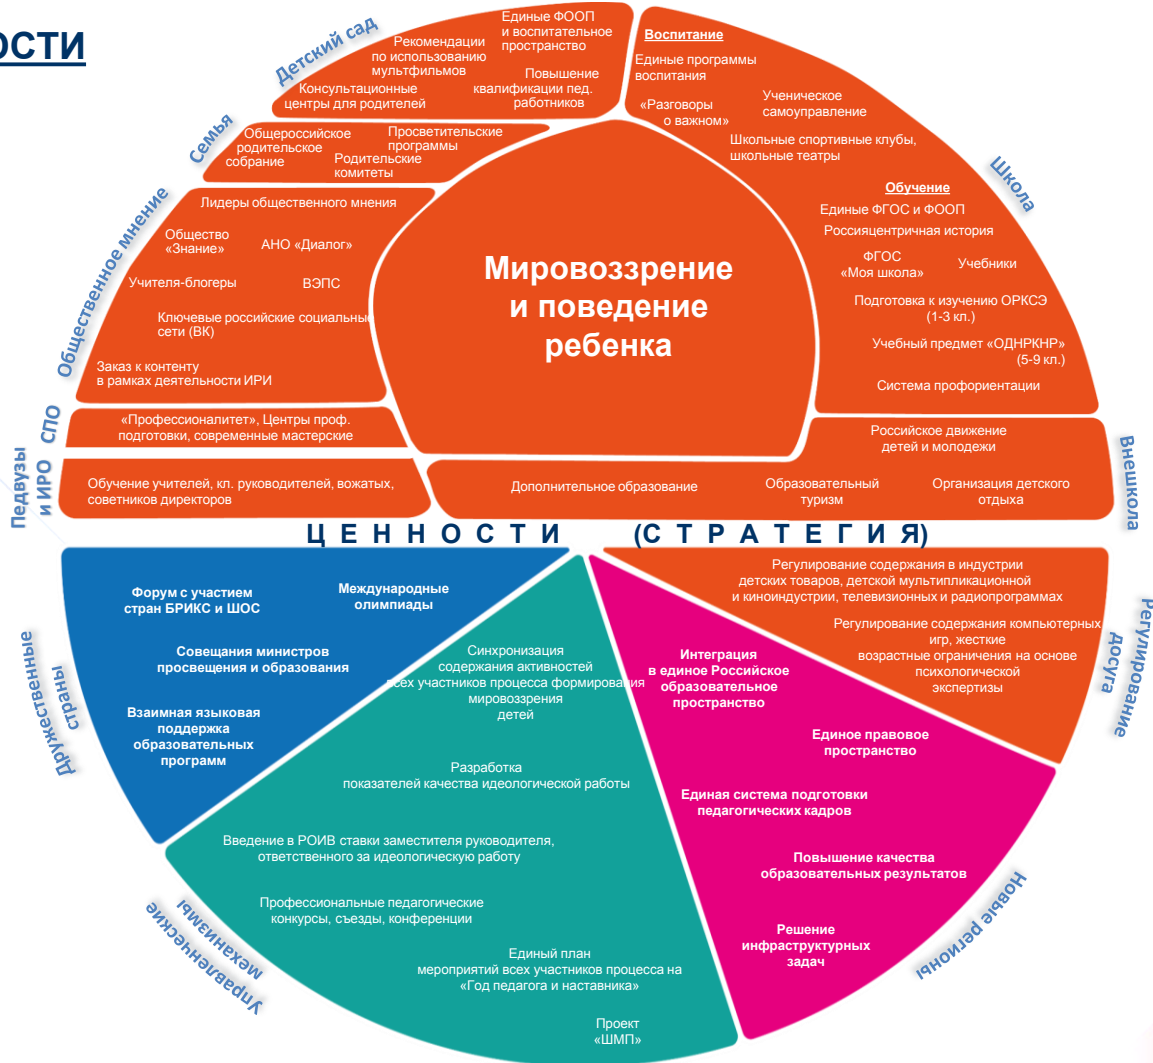 ОСТИ
Детский сад
Единые ФООП
и воспитательное
пространство
Рекомендации
по использованию
мультфильмов
Повышение
квалификации пед.
работников
Консультационные
центры для родителей
Семья
Общероссийское
родительское
собрание
Просветительские
программы
Родительские
комитеты
Общественное мнение
Лидеры общественного мнения
Общество
«Знание»
АНО «Диалог»
Учителя-блогеры
ВЭПС
Ключевые российские социальные
сети (ВК)
Заказ к контенту
в рамках деятельности ИРИ
СПО
«Профессионалитет», Центры проф.
подготовки, современные мастерские
Педвузы
и ИРО
Обучение учителей, кл. руководителей, вожатых,
советников директоров
Мировоззрение
и поведение
ребенка
Школа
Воспитание
Единые программы
воспитания
«Разговоры
о важном»
Ученическое
самоуправление
Школьные спортивные клубы,
школьные театры
Обучение
Единые ФГОС и ФООП
Россияцентричная история
ФГОС
«Моя школа»
Учебники
Подготовка к изучению ОРКСЭ
(1-3 кл.)
Учебный предмет «ОДНРКНР»
(5-9 кл.)
Система профориентации
Внешкола
Российское движение
детей и молодежи
Дополнительное образование
Образовательный
туризм
Организация детского
отдыха
ЦЕННОСТИ (СТРАТЕГИЯ)
Дружественные
страны
Форум с участием
стран БРИКС и ШОС
Международные
олимпиады
Совещания министров
просвещения и образования
Взаимная языковая
поддержка
образовательных
программ
Управленческие
механизмы
Синхронизация
содержания активностей
всех участников процесса формирования
мировоззрения
детей
Разработка
показателей качества идеологической работы
Введение в РОИВ ставки заместителя руководителя,
ответственного за идеологическую работу
Профессиональные педагогические
конкурсы, съезды, конференции
Единый план
мероприятий всех участников процесса на
«Год педагога и наставника»
Проект
«ШМП»
Новые регионы
Интеграция
в единое Российское
образовательное
пространство
Единое правовое
пространство
Единая система подготовки
педагогических кадров
Повышение качества
образовательных результатов
Решение
инфраструктурных
задач
Регулирование
досуга
Регулирование содержания в индустрии
детских товаров, детской мультипликационной
и киноиндустрии, телевизионных и радиопрограммах
Регулирование содержания компьютерных
игр, жесткие
возрастные ограничения на основе
психологической
экспертизы